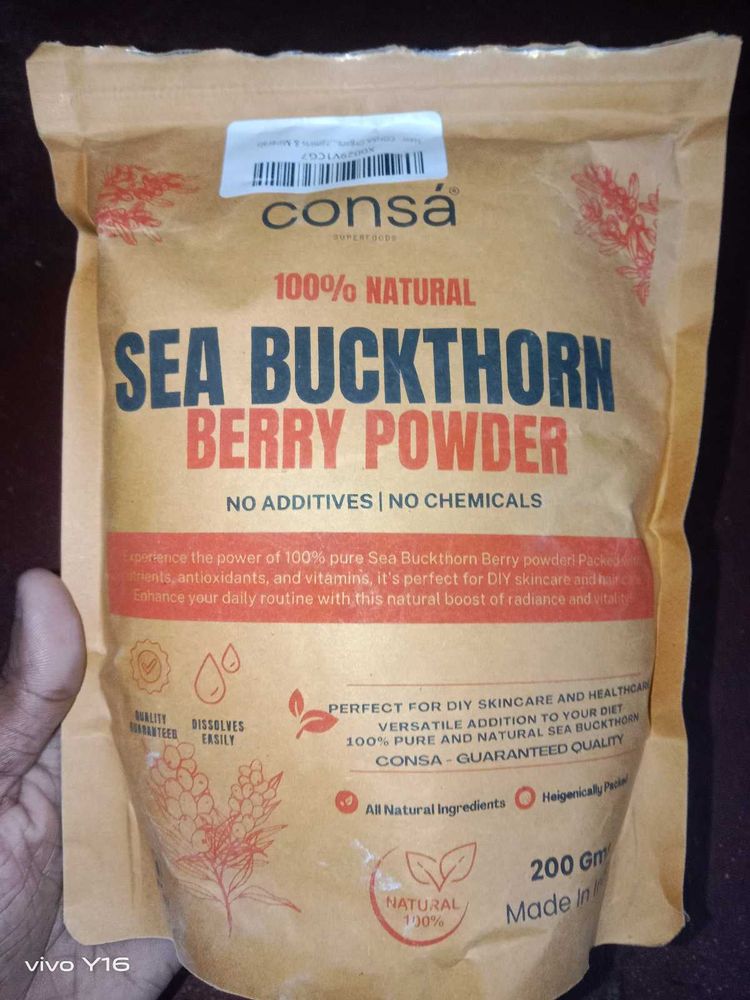 X0029V1CG7
consá®
SUPERFOODS
100% NATURAL
SEA BUCKTHORN
BERRY POWDER
NO ADDITIVES | NO CHEMICALS
Experience the power of 100% pure Sea Buckthorn Berry powder! Packed with
nutrients, antioxidants, and vitamins, it's perfect for DIY skincare and hair
Enhance your daily routine with this natural boost of radiance and vitality
QUALITY
GUARANTEED
DISSOLVES
EASILY
PERFECT FOR DIY SKINCARE AND HEALTHCARE
VERSATILE ADDITION TO YOUR DIET
100% PURE AND NATURAL SEA BUCKTHORN
CONSA - GUARANTEED QUALITY
All Natural Ingredients
Heigenically Packed
NATURAL
100%
200 Gm
Made In
vivo Y16